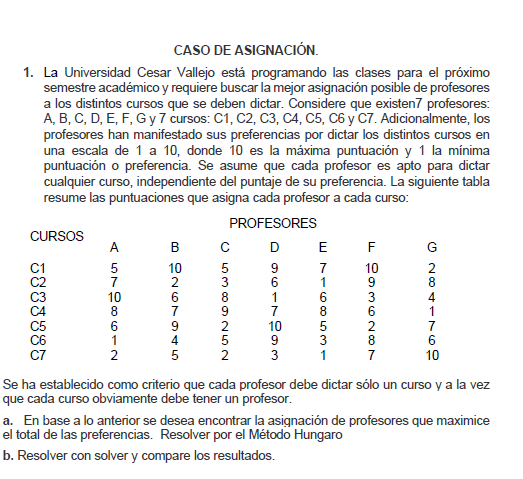 CASO DE ASIGNACIÓN.
1. La Universidad Cesar Vallejo está programando las clases para el próximo
semestre académico y requiere buscar la mejor asignación posible de profesores
a los distintos cursos que se deben dictar. Considere que existen7 profesores:
A, B, C, D, E, F, G y 7 cursos: C1, C2, C3, C4, C5, C6 y C7. Adicionalmente, los
profesores han manifestado sus preferencias por dictar los distintos cursos en
una escala de 1 a 10, donde 10 es la máxima puntuación y 1 la mínima
puntuación o preferencia. Se asume que cada profesor es apto para dictar
cualquier curso, independiente del puntaje de su preferencia. La siguiente tabla
resume las puntuaciones que asigna cada profesor a cada curso:
PROFESORES
CURSOS
A B C D E F G
C1 5 10 5 9 7 10 2
C2 7 2 3 6 1 9 8
C3 10 6 8 1 6 3 4
C4 8 7 9 7 8 6 1
C5 6 9 2 10 5 2 7
C6 1 4 5 9 3 8 6
C7 2 5 2 3 1 7 10
Se ha establecido como criterio que cada profesor debe dictar sólo un curso y a la vez
que cada curso obviamente debe tener un profesor.
a. En base a lo anterior se desea encontrar la asignación de profesores que maximice
el total de las preferencias. Resolver por el Método Hungaro
b. Resolver con solver y compare los resultados.